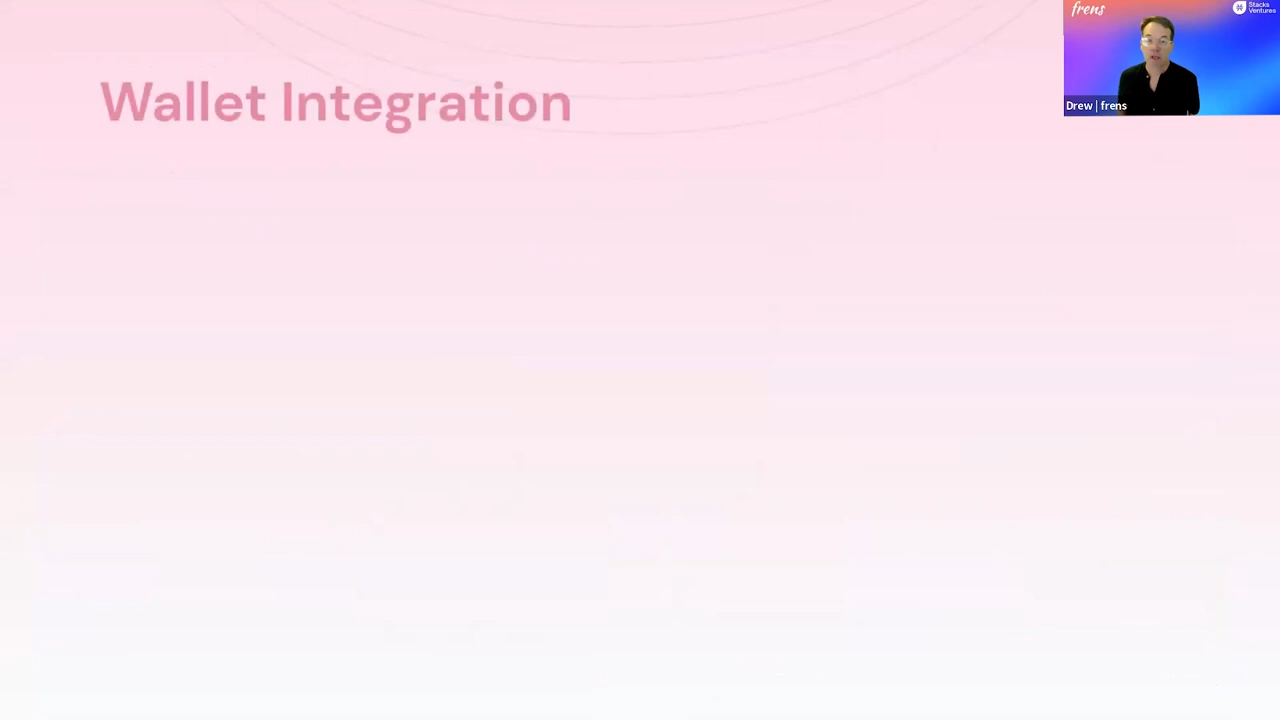 Wallet Integration
frens
Stacks
Ventures
Drew | frens